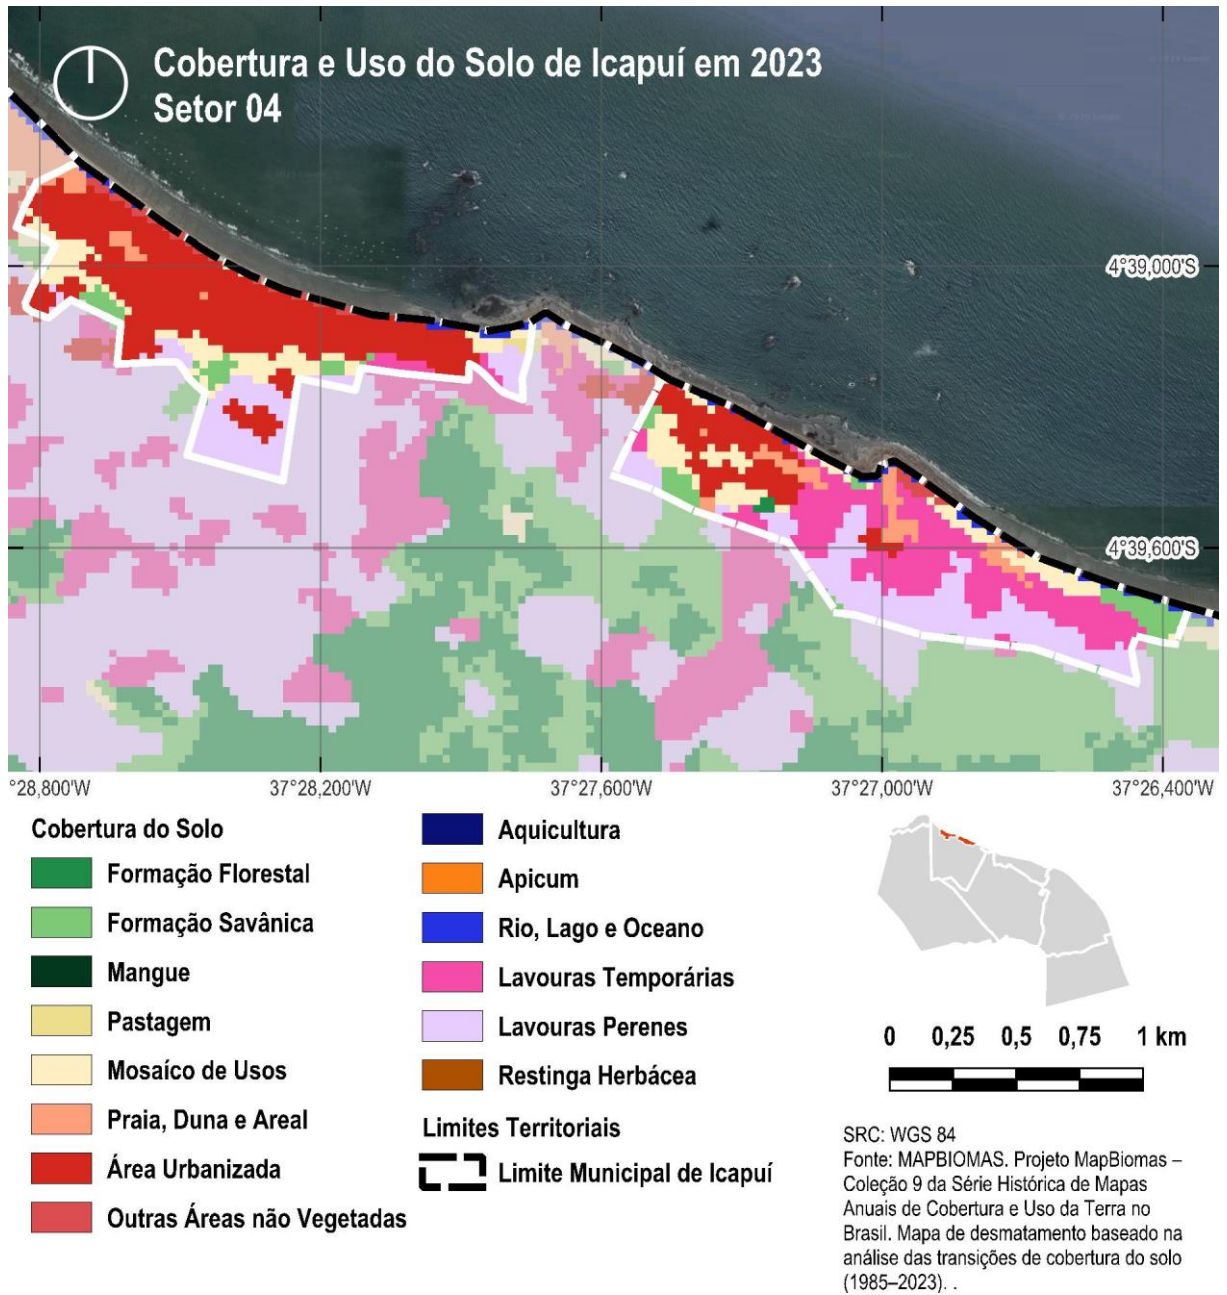 Cobertura e Uso do Solo de Icapuí em 2023
Setor 04
4°39,000'S
4°39,600'S
°28,800'W
37°28,200'W
37°27,600'W
37°27,000'W
37°26,400'W
Cobertura do Solo
Formação Florestal
Formação Savânica
Mangue
Pastagem
Mosaíco de Usos
Praia, Duna e Areal
Área Urbanizada
Outras Áreas não Vegetadas
Aquicultura
Apicum
Rio, Lago e Oceano
Lavouras Temporárias
Lavouras Perenes
Restinga Herbácea
Limites Territoriais
Limite Municipal de Icapuí
0 0,25 0,5 0,75 1 km
SRC: WGS 84
Fonte: MAPBIOMAS. Projeto MapBiomas –
Coleção 9 da Série Histórica de Mapas
Anuais de Cobertura e Uso da Terra no
Brasil. Mapa de desmatamento baseado na
análise das transições de cobertura do solo
(1985–2023). .